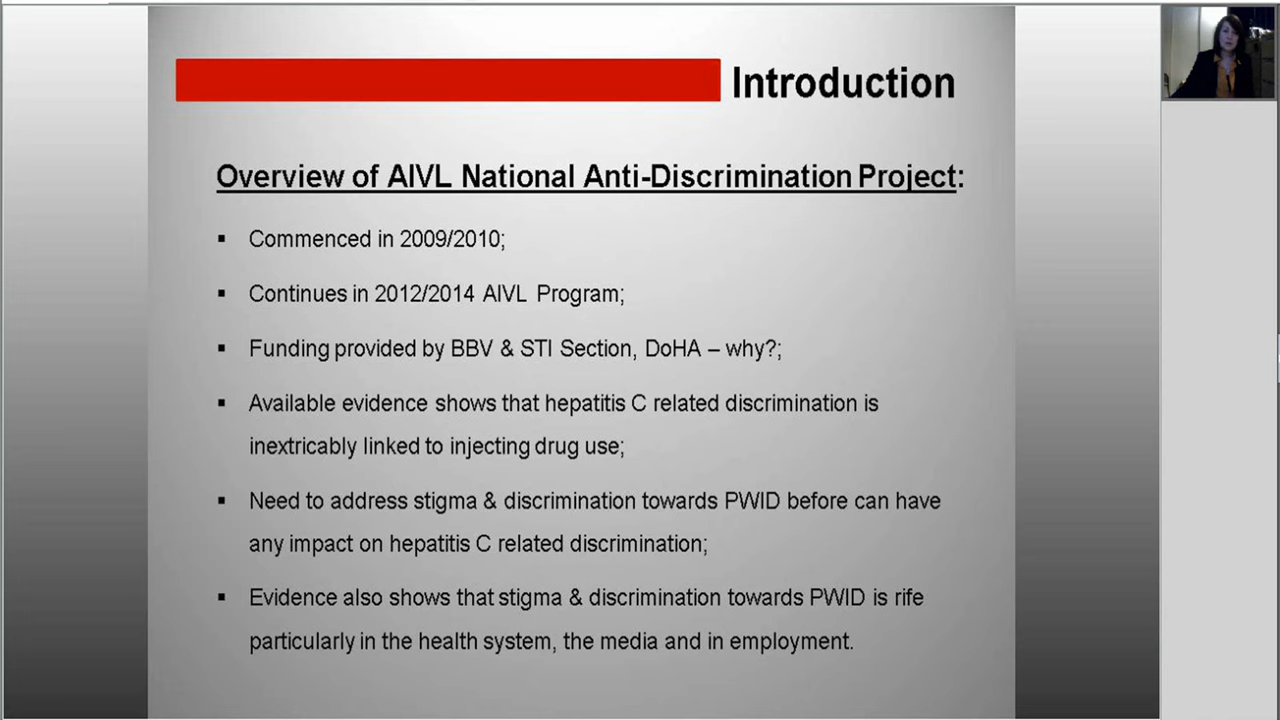 Introduction
Overview of AIVL National Anti-Discrimination Project:
▪ Commenced in 2009/2010;
▪ Continues in 2012/2014 AIVL Program;
▪ Funding provided by BBV & STI Section, DoHA – why?;
▪ Available evidence shows that hepatitis C related discrimination is
inextricably linked to injecting drug use;
▪ Need to address stigma & discrimination towards PWID before can have
any impact on hepatitis C related discrimination;
▪ Evidence also shows that stigma & discrimination towards PWID is rife
particularly in the health system, the media and in employment.